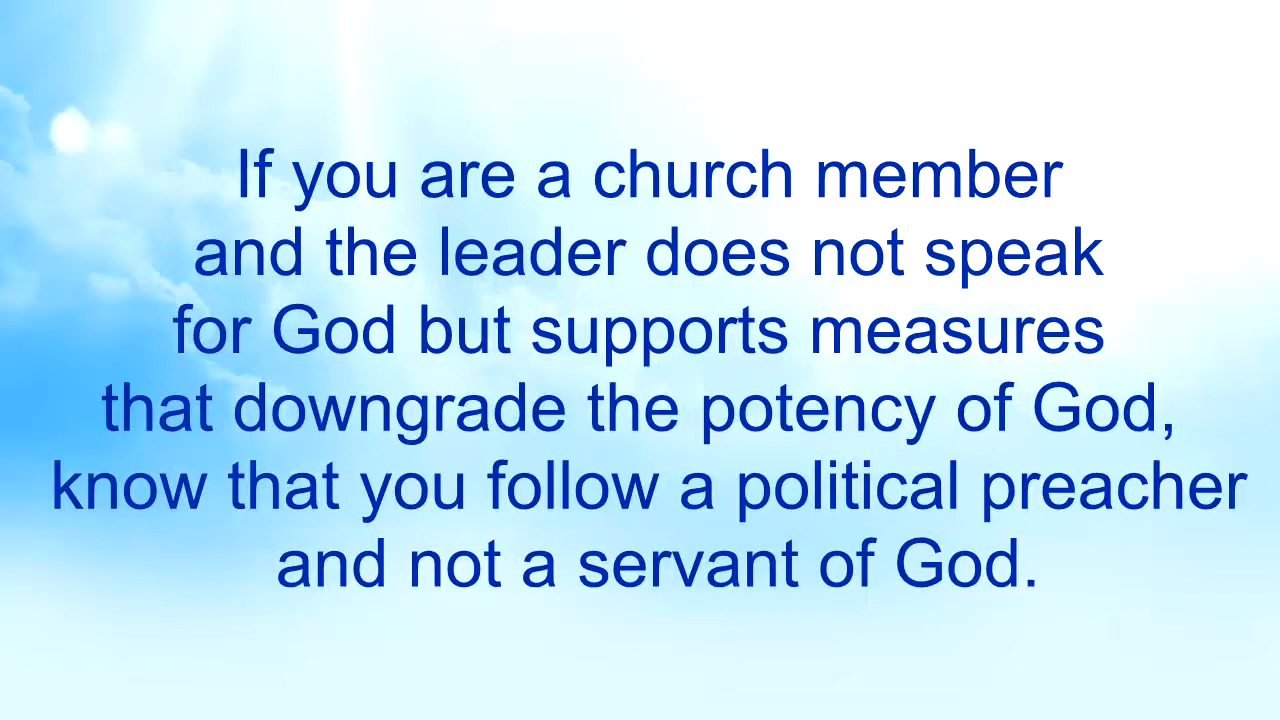 If you are a church member
and the leader does not speak
for God but supports measures
that downgrade the potency of God,
know that you follow a political preacher
and not a servant of God.